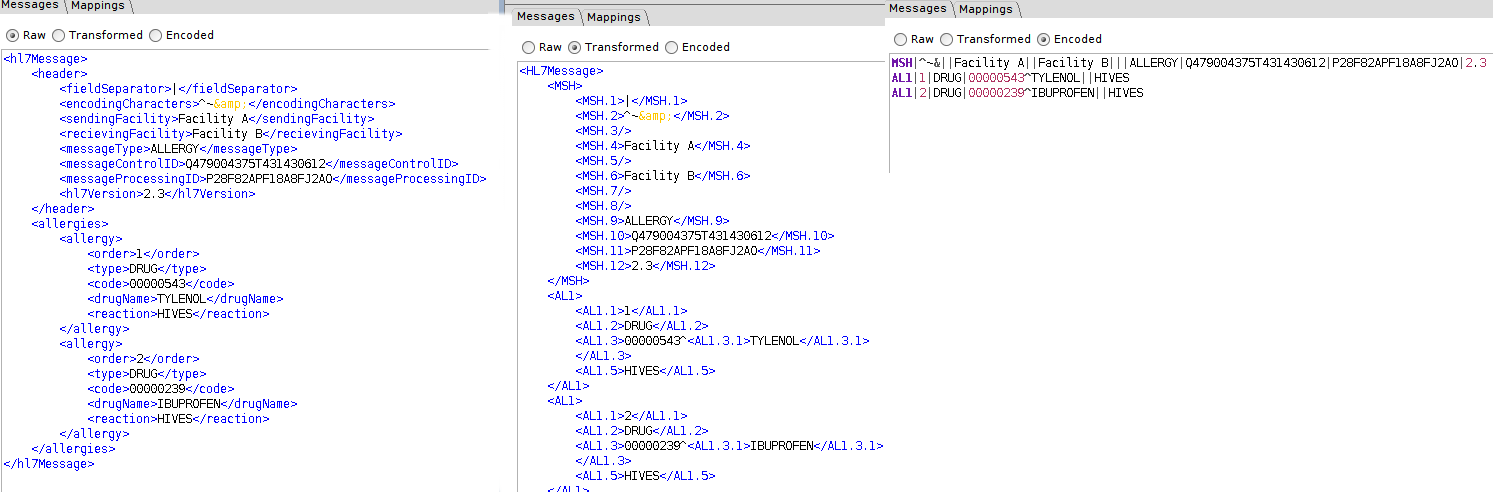 Messages Mappings
Raw Transformed Encoded
<hl7Message>
<header>
<fieldSeparator>|</fieldSeparator>
<encodingCharacters>^~&amp;</encodingCharacters>
<sendingFacility>Facility A</sendingFacility>
<recievingFacility>Facility B</recievingFacility>
<messageType>ALLERGY</messageType>
<messageControlID>Q479004375T431430612</messageControlID>
<messageProcessingID>P28F82APF18A8FJ2AO</messageProcessingID>
<hl7Version>2.3</hl7Version>
</header>
<allergies>
<allergy>
<order>1</order>
<type>DRUG</type>
<code>00000543</code>
<drugName>TYLENOL</drugName>
<reaction>HIVES</reaction>
</allergy>
<allergy>
<order>2</order>
<type>DRUG</type>
<code>00000239</code>
<drugName>IBUPROFEN</drugName>
<reaction>HIVES</reaction>
</allergy>
</allergies>
</hl7Message>
Messages Mappings
Raw Transformed Encoded
<HL7Message>
<MSH>
<MSH.1>|</MSH.1>
<MSH.2>^~&amp;</MSH.2>
<MSH.3/>
<MSH.4>Facility A</MSH.4>
<MSH.5/>
<MSH.6>Facility B</MSH.6>
<MSH.7/>
<MSH.8/>
<MSH.9>ALLERGY</MSH.9>
<MSH.10>Q479004375T431430612</MSH.10>
<MSH.11>P28F82APF18A8FJ2AO</MSH.11>
<MSH.12>2.3</MSH.12>
</MSH>
<AL1>
<AL1.1>1</AL1.1>
<AL1.2>DRUG</AL1.2>
<AL1.3>00000543^<AL1.3.1>TYLENOL</AL1.3.1>
</AL1.3>
<AL1.5>HIVES</AL1.5>
</AL1>
<AL1>
<AL1.1>2</AL1.1>
<AL1.2>DRUG</AL1.2>
<AL1.3>00000239^<AL1.3.1>IBUPROFEN</AL1.3.1>
</AL1.3>
<AL1.5>HIVES</AL1.5>
</AL1>
Messages Mappings
Raw Transformed Encoded
MSH|^~&||Facility A||Facility B|||ALLERGY|Q479004375T431430612|P28F82APF18A8FJ2AO|2.3
AL1|1|DRUG|00000543^TYLENOL||HIVES
AL1|2|DRUG|00000239^IBUPROFEN||HIVES